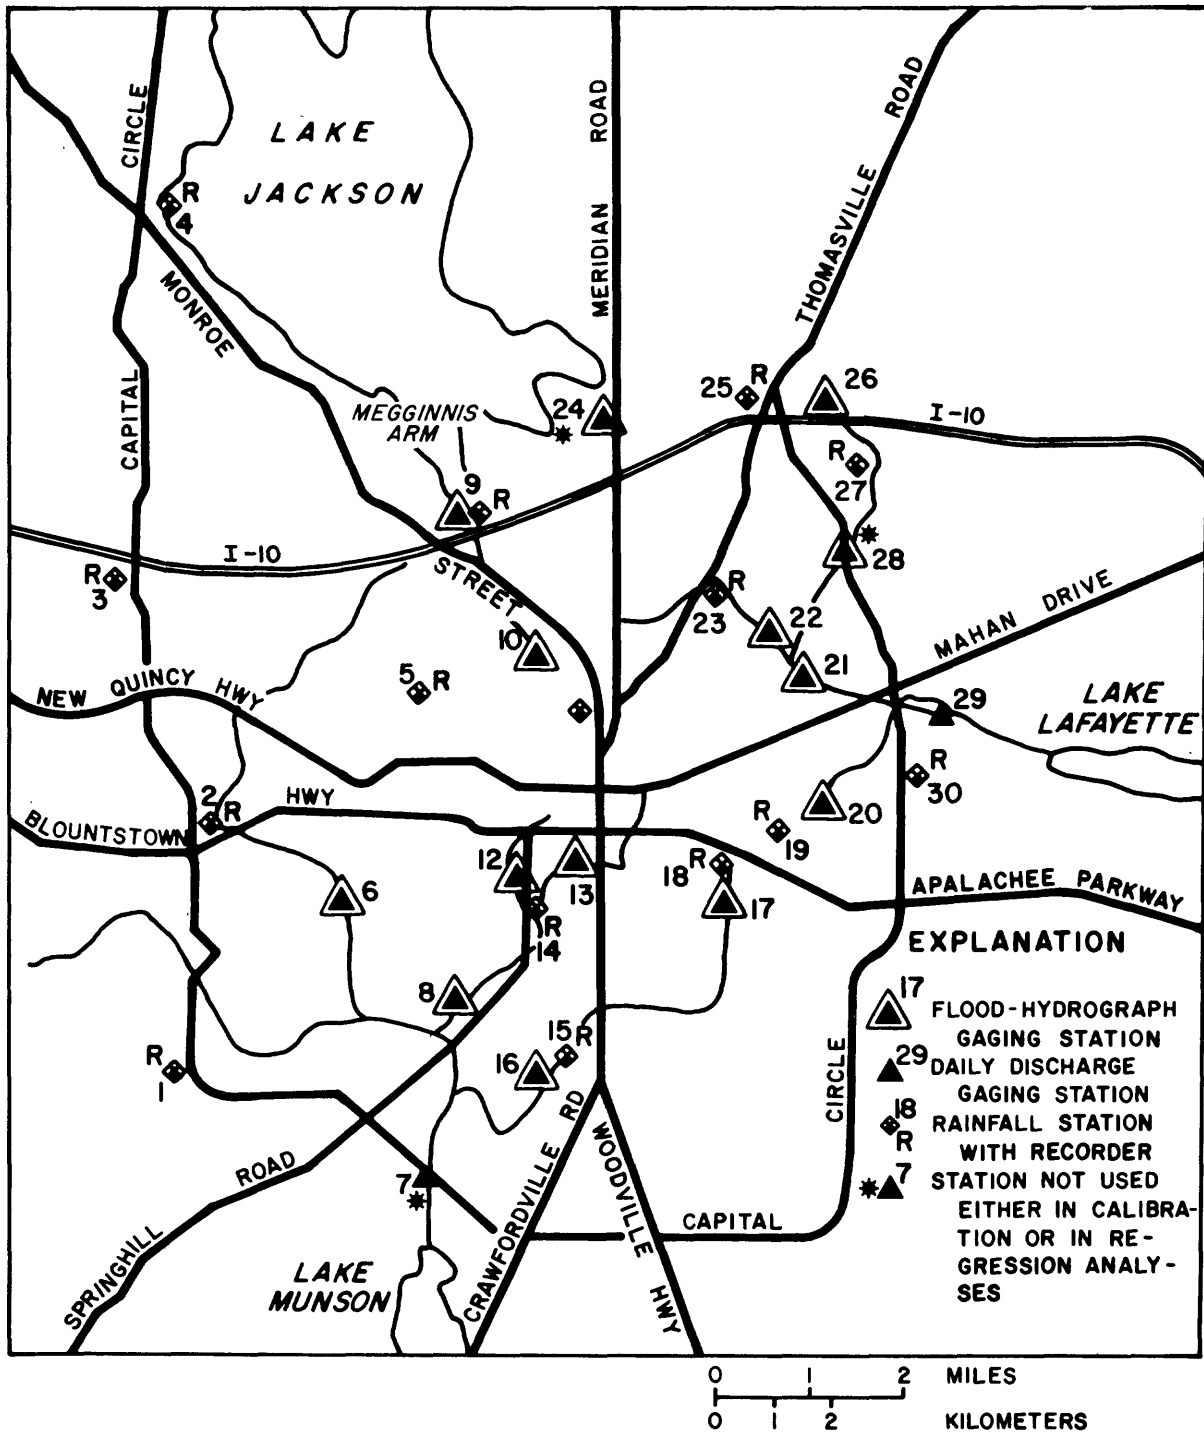 CIRCLE
LAKE
JACKSON
MERIDIAN ROAD
THOMASVILLE ROAD
R
4
MONROE
CAPITAL
MEGGINNIS
ARM
24
*
25 R
26
I-10
R
27
9 R
*
28
I-10
R
3
STREET
10
R
23
22
21
MAHAN DRIVE
NEW QUINCY HWY
5 R
29
LAKE
LAFAYETTE
R
30
2 R
HWY
BLOUNTSTOWN
20
R
19
12
13
R
18
17
6
R
14
APALACHEE PARKWAY
8
15 R
16
R
1
CIRCLE
ROAD
SPRINGHILL
7
*
CRAWFORDVILLE RD
WOODVILLE HWY
CAPITAL
LAKE
MUNSON
EXPLANATION
17 FLOOD-HYDROGRAPH
GAGING STATION
29 DAILY DISCHARGE
GAGING STATION
18 RAINFALL STATION
R WITH RECORDER
* 7 STATION NOT USED
EITHER IN CALIBRA-
TION OR IN RE-
GRESSION ANALY-
SES
0 1 2 MILES
0 1 2 KILOMETERS